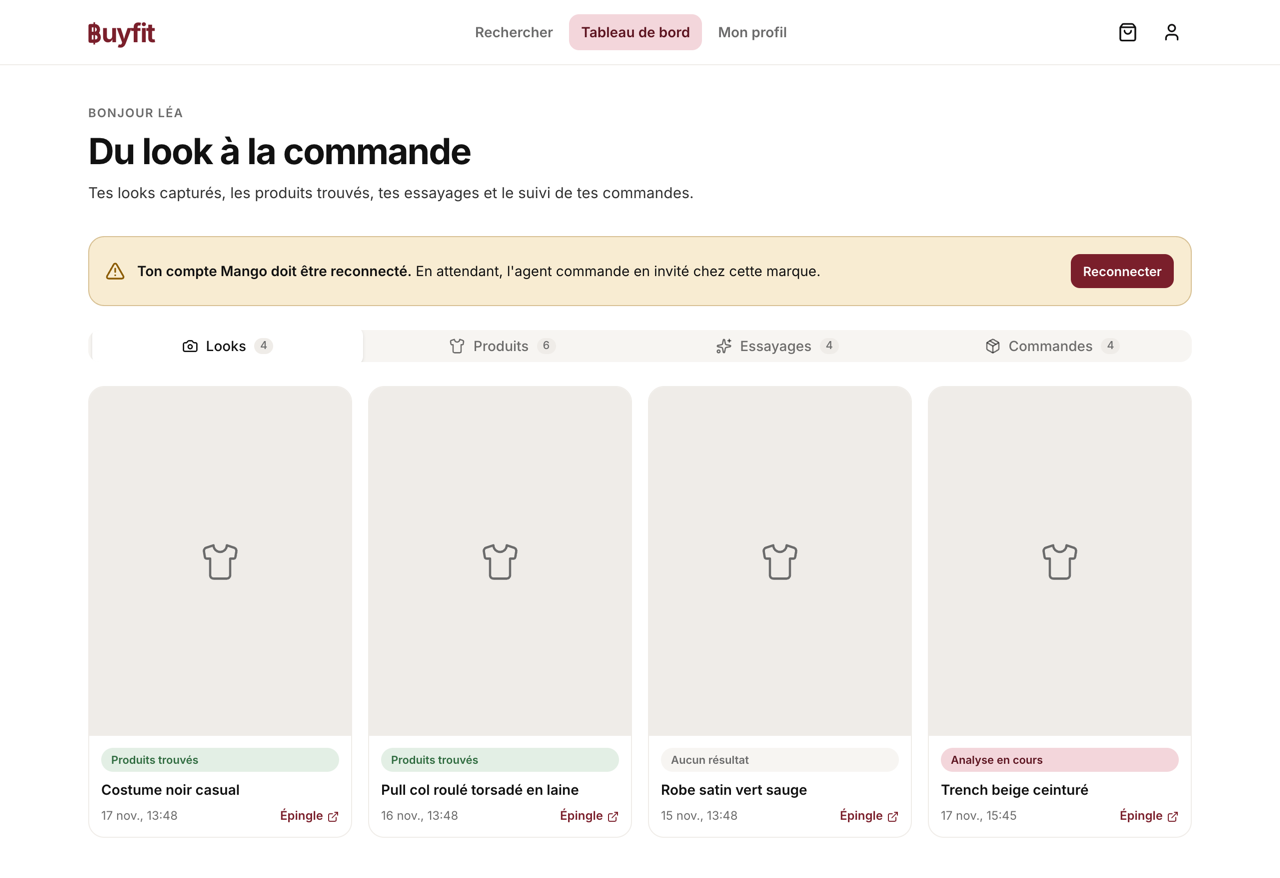 Buyfit
Rechercher
Tableau de bord
Mon profil
BONJOUR LÉA
Du look à la commande
Tes looks capturés, les produits trouvés, tes essayages et le suivi de tes commandes.
Ton compte Mango doit être reconnecté. En attendant, l'agent commande en invité chez cette marque.
Reconnecter
Looks 4
Produits 6
Essayages 4
Commandes 4
Produits trouvés
Costume noir casual
17 nov., 13:48
Épingle
Produits trouvés
Pull col roulé torsadé en laine
16 nov., 13:48
Épingle
Aucun résultat
Robe satin vert sauge
15 nov., 13:48
Épingle
Analyse en cours
Trench beige ceinturé
17 nov., 15:45
Épingle